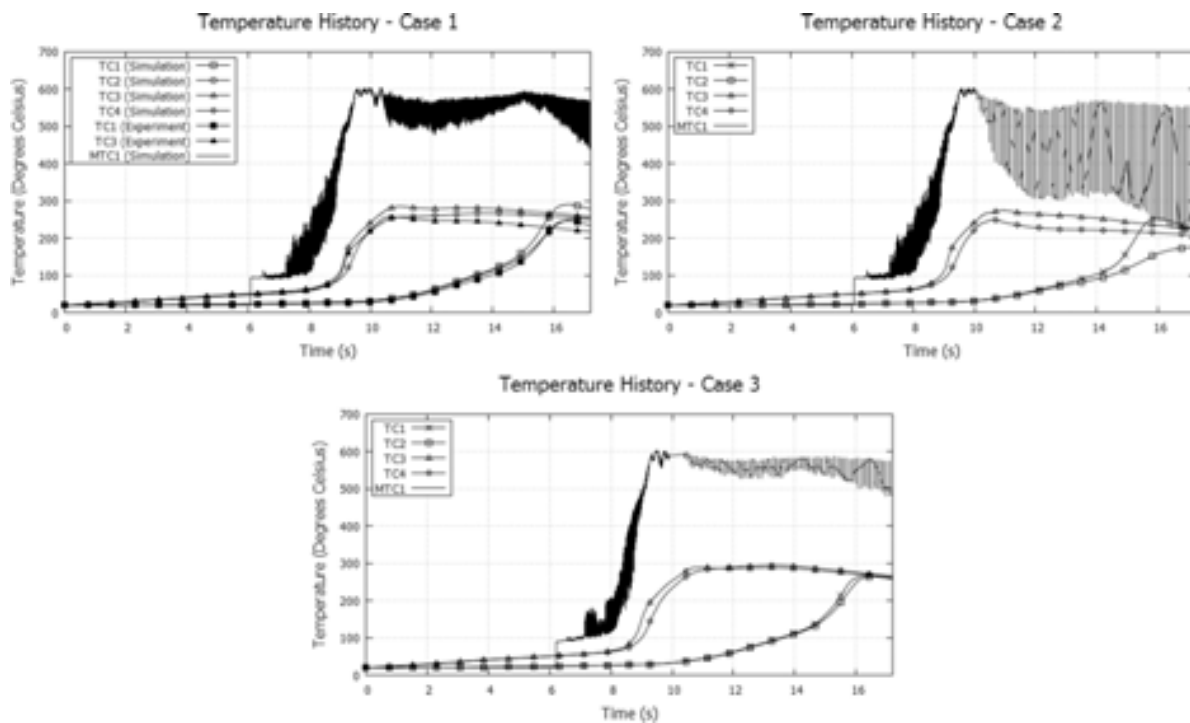 Temperature History - Case 1
Temperature (Degrees Celsius)
700
600
500
400
300
200
100
0
TC1 (Simulation)
TC2 (Simulation)
TC3 (Simulation)
TC4 (Simulation)
TC1 (Experiment)
TC3 (Experiment)
MTC1 (Simulation)
0 2 4 6 8 10 12 14 16
Time (s)
Temperature History - Case 2
Temperature (Degrees Celsius)
700
600
500
400
300
200
100
0
TC1
TC2
TC3
TC4
MTC1
0 2 4 6 8 10 12 14 16
Time (s)
Temperature History - Case 3
Temperature (Degrees Celsius)
700
600
500
400
300
200
100
0
TC1
TC2
TC3
TC4
MTC1
0 2 4 6 8 10 12 14 16
Time (s)